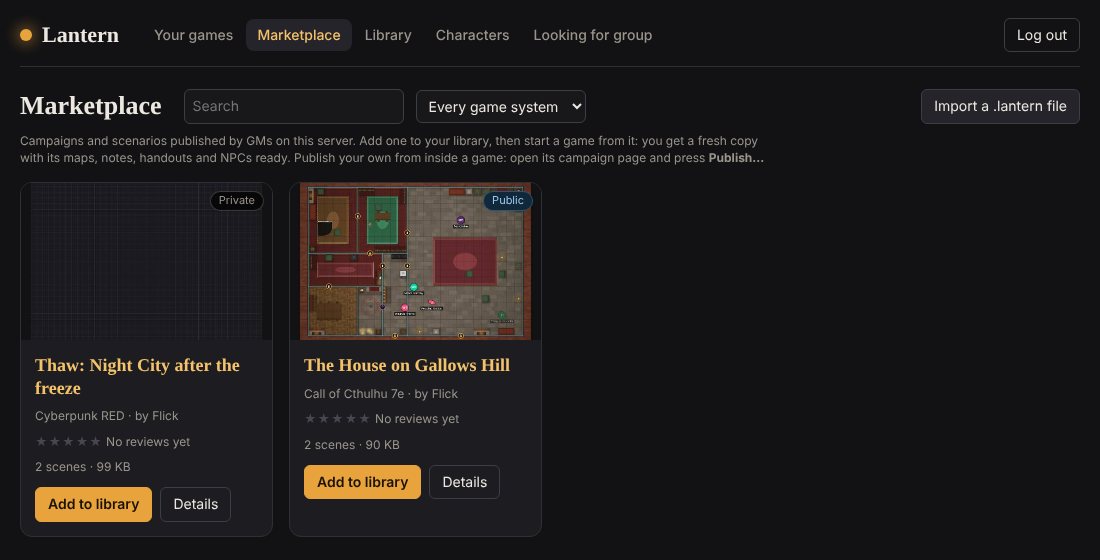 Lantern
Your games
Marketplace
Library
Characters
Looking for group
Log out
Marketplace
Search
Every game system
Import a .lantern file
Campaigns and scenarios published by GMs on this server. Add one to your library, then start a game from it: you get a fresh copy
with its maps, notes, handouts and NPCs ready. Publish your own from inside a game: open its campaign page and press Publish...
Private
Thaw: Night City after the
freeze
Cyberpunk RED · by Flick
★★★★★ No reviews yet
2 scenes · 99 KB
Add to library
Details
Public
The House on Gallows Hill
Call of Cthulhu 7e · by Flick
★★★★★ No reviews yet
2 scenes · 90 KB
Add to library
Details